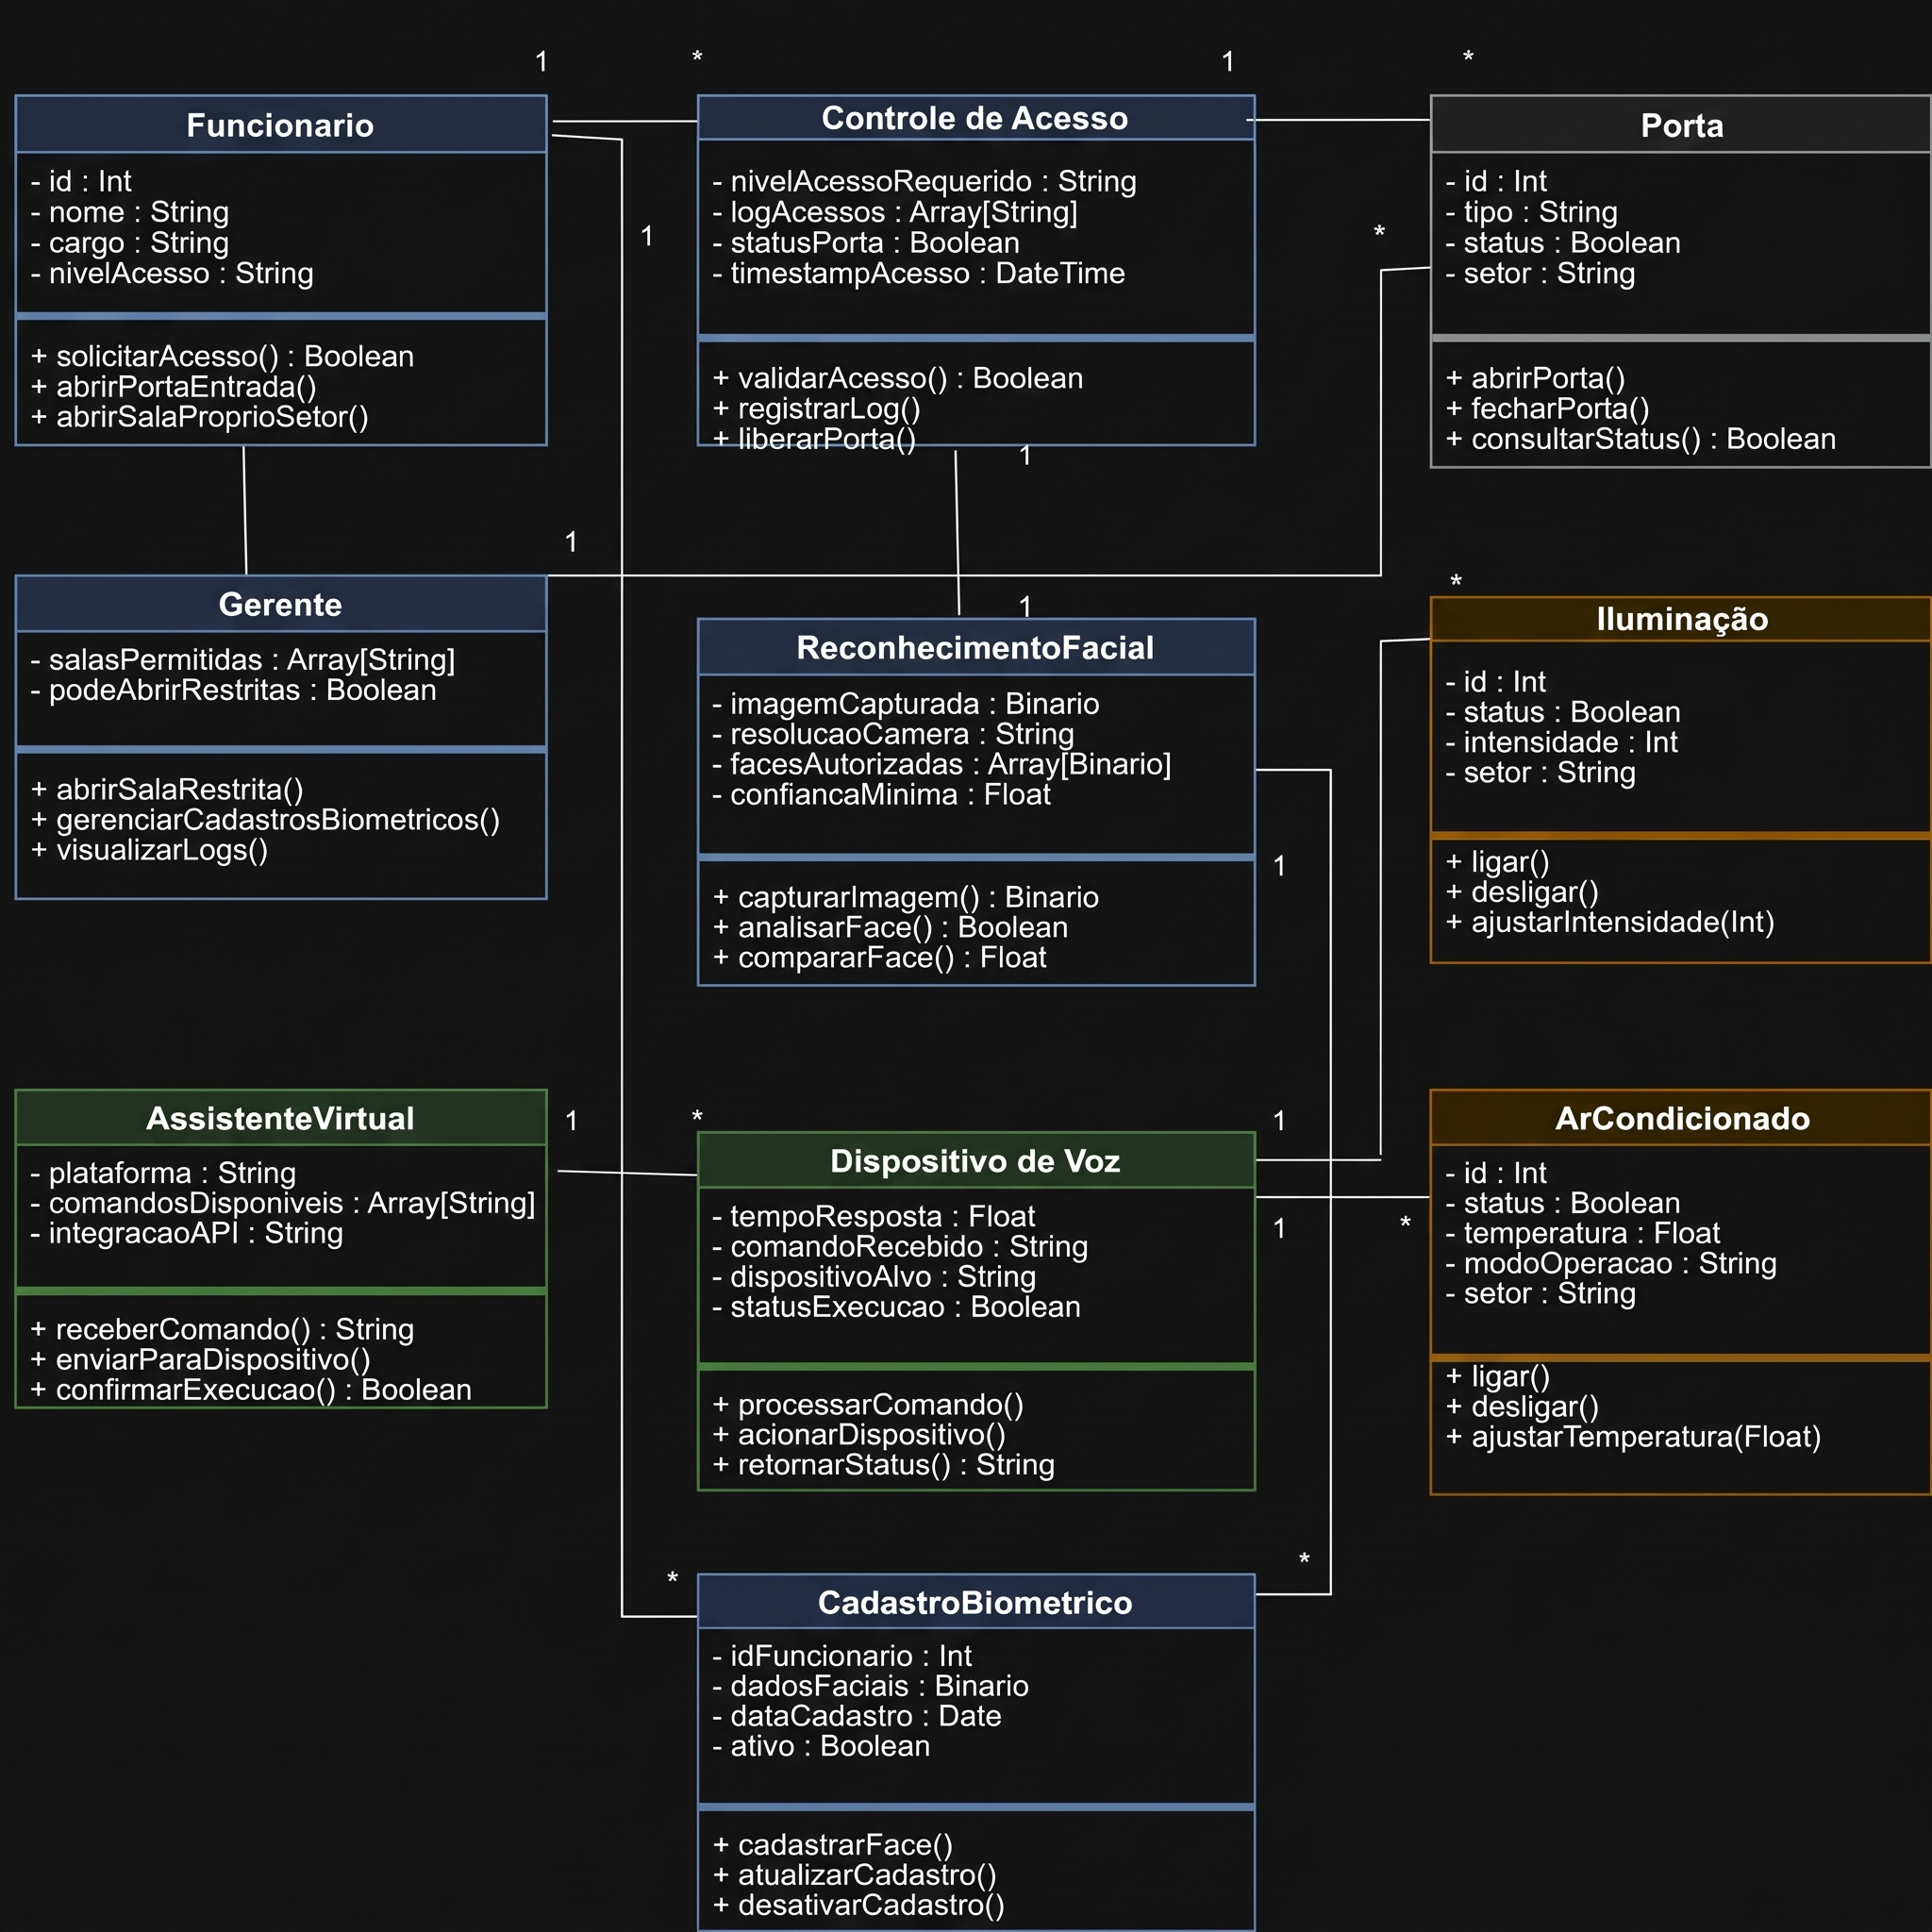 1
*
1
*
Funcionario
- id : Int
- nome : String
- cargo : String
- nivelAcesso : String
+ solicitarAcesso() : Boolean
+ abrirPortaEntrada()
+ abrirSalaProprioSetor()
1
Controle de Acesso
- nivelAcessoRequerido : String
- logAcessos : Array[String]
- statusPorta : Boolean
- timestampAcesso : DateTime
+ validarAcesso() : Boolean
+ registrarLog()
+ liberarPorta()
1
*
Porta
- id : Int
- tipo : String
- status : Boolean
- setor : String
+ abrirPorta()
+ fecharPorta()
+ consultarStatus() : Boolean
1
Gerente
- salasPermitidas : Array[String]
- podeAbrirRestritas : Boolean
+ abrirSalaRestrita()
+ gerenciarCadastrosBiometricos()
+ visualizarLogs()
1
ReconhecimentoFacial
- imagemCapturada : Binario
- resolucaoCamera : String
- facesAutorizadas : Array[Binario]
- confiancaMinima : Float
+ capturarImagem() : Binario
+ analisarFace() : Boolean
+ compararFace() : Float
1
*
Iluminação
- id : Int
- status : Boolean
- intensidade : Int
- setor : String
+ ligar()
+ desligar()
+ ajustarIntensidade(Int)
AssistenteVirtual
- plataforma : String
- comandosDisponiveis : Array[String]
- integracaoAPI : String
+ receberComando() : String
+ enviarParaDispositivo()
+ confirmarExecucao() : Boolean
1
*
1
Dispositivo de Voz
- tempoResposta : Float
- comandoRecebido : String
- dispositivoAlvo : String
- statusExecucao : Boolean
+ processarComando()
+ acionarDispositivo()
+ retornarStatus() : String
1
*
ArCondicionado
- id : Int
- status : Boolean
- temperatura : Float
- modoOperacao : String
- setor : String
+ ligar()
+ desligar()
+ ajustarTemperatura(Float)
*
*
CadastroBiometrico
- idFuncionario : Int
- dadosFaciais : Binario
- dataCadastro : Date
- ativo : Boolean
+ cadastrarFace()
+ atualizarCadastro()
+ desativarCadastro()